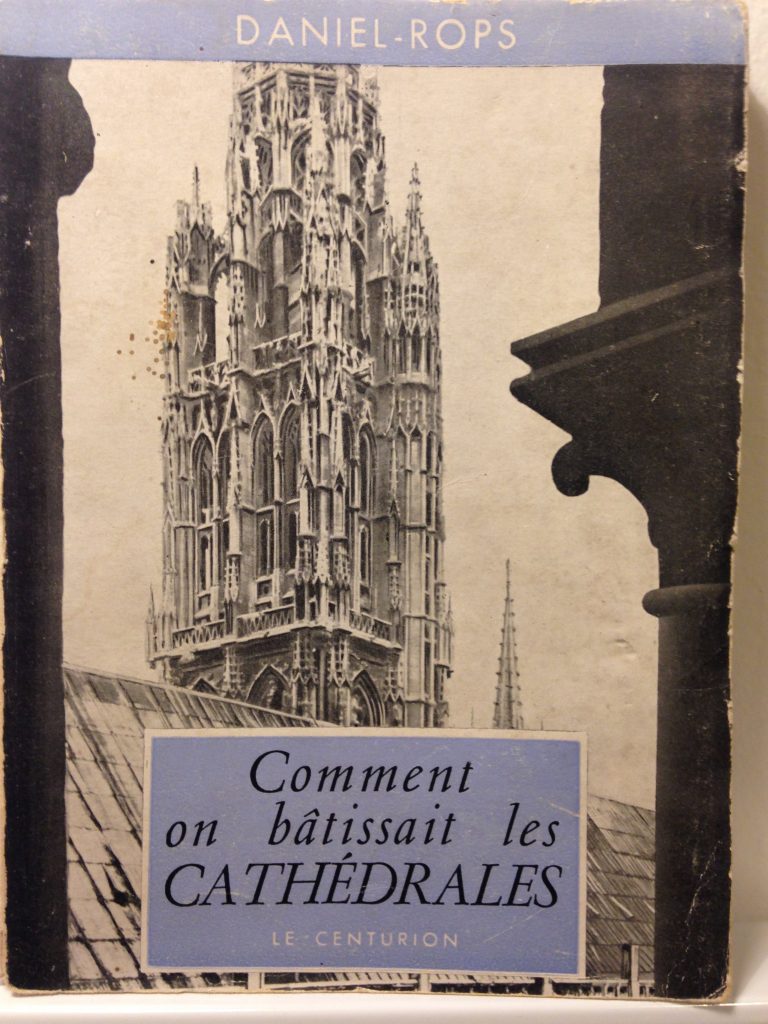 DANIEL-ROPS
Comment
on bâtissait les
CATHÉDRALES
LE CENTURION